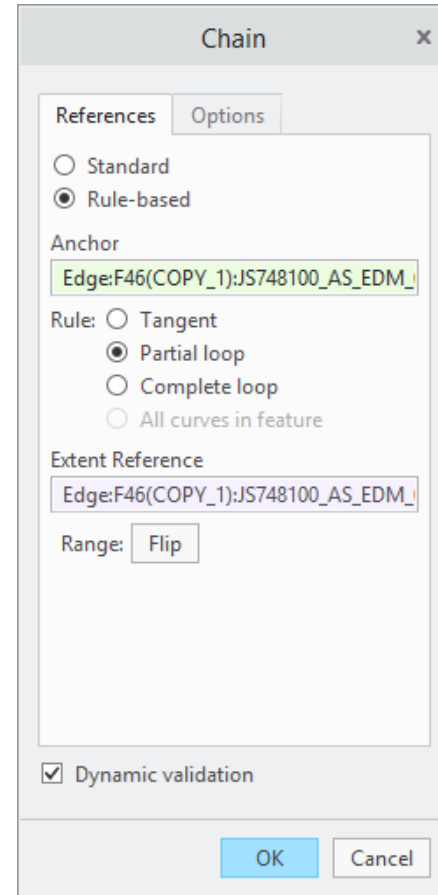 Chain
References Options
Standard
Rule-based
Anchor
Edge:F46(COPY_1):JS748100_AS_EDM_
Rule: Tangent
Partial loop
Complete loop
All curves in feature
Extent Reference
Edge:F46(COPY_1):JS748100_AS_EDM_
Range: Flip
Dynamic validation
OK Cancel